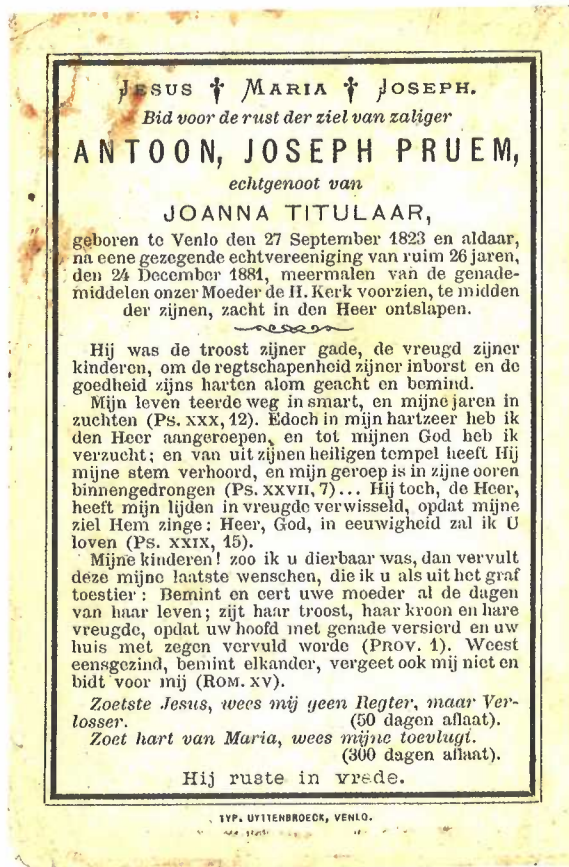 JESUS ✝ MARIA ✝ JOSEPH.
Bid voor de rust der ziel van zaliger
ANTOON, JOSEPH PRUEM,
echtgenoot van
JOANNA TITULAAR,
geboren te Venlo den 27 September 1823 en aldaar,
na eene gezegende echtvereeniging van ruim 26 jaren,
den 24 December 1881, meermalen van de genade-
middelen onzer Moeder de H. Kerk voorzien, te midden
der zijnen, zacht in den Heer ontslapen.
Hij was de troost zijner gade, de vreugd zijner
kinderen, om de regtschapenheid zijner inborst en de
goedheid zijns harten alom geacht en bemind.
Mijn leven teerde weg in smart, en mijne jaren in
zuchten (Ps. XXX, 12). Edoch in mijn hartzeer heb ik
den Heer aangeroepen, en tot mijnen God heb ik
verzucht; en van uit zijnen heiligen tempel heeft Hij
mijne stem verhoord, en mijn geroep is in zijne ooren
binnengedrongen (Ps. XXVII, 7)... Hij toch, de Heer,
heeft mijn lijden in vreugde verwisseld, opdat mijne
ziel Hem zinge: Heer, God, in eeuwigheid zal ik U
loven (Ps. XXIX, 15).
Mijne kinderen! zoo ik u dierbaar was, dan vervult
deze mijne laatste wenschen, die ik u als uit het graf
toestier: Bemint en eert uwe moeder al de dagen
van haar leven; zijt haar troost, haar kroon en hare
vreugde, opdat uw hoofd met genade versierd en uw
huis met zegen vervuld worde (PROV. 1). Weest
eensgezind, bemint elkander, vergeet ook mij niet en
bidt voor mij (ROM. XV).
Zoetste Jesus, wees mij geen Regter, maar Ver-
losser. (50 dagen aflaat).
Zoet hart van Maria, wees mijne toevlugt.
(300 dagen aflaat).
Hij ruste in vrede.
TYP. UYTTENBROECK, VENLO.